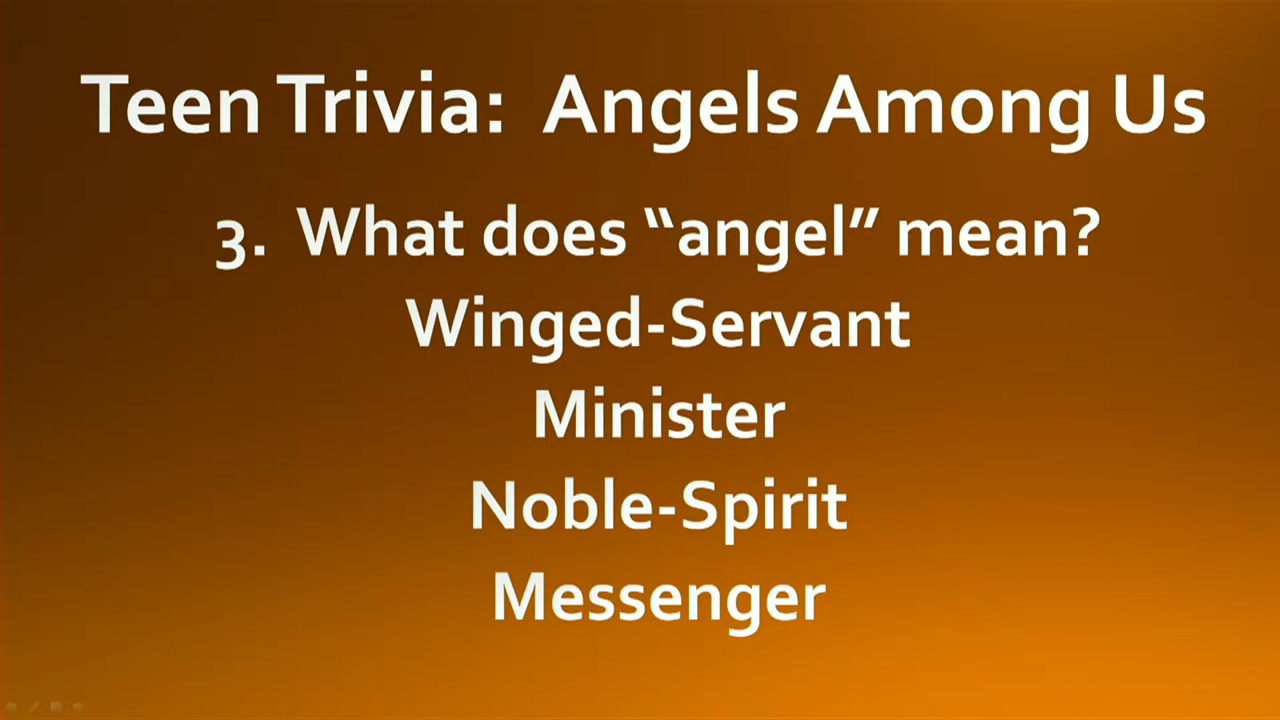 Teen Trivia: Angels Among Us
3. What does “angel” mean?
Winged-Servant
Minister
Noble-Spirit
Messenger